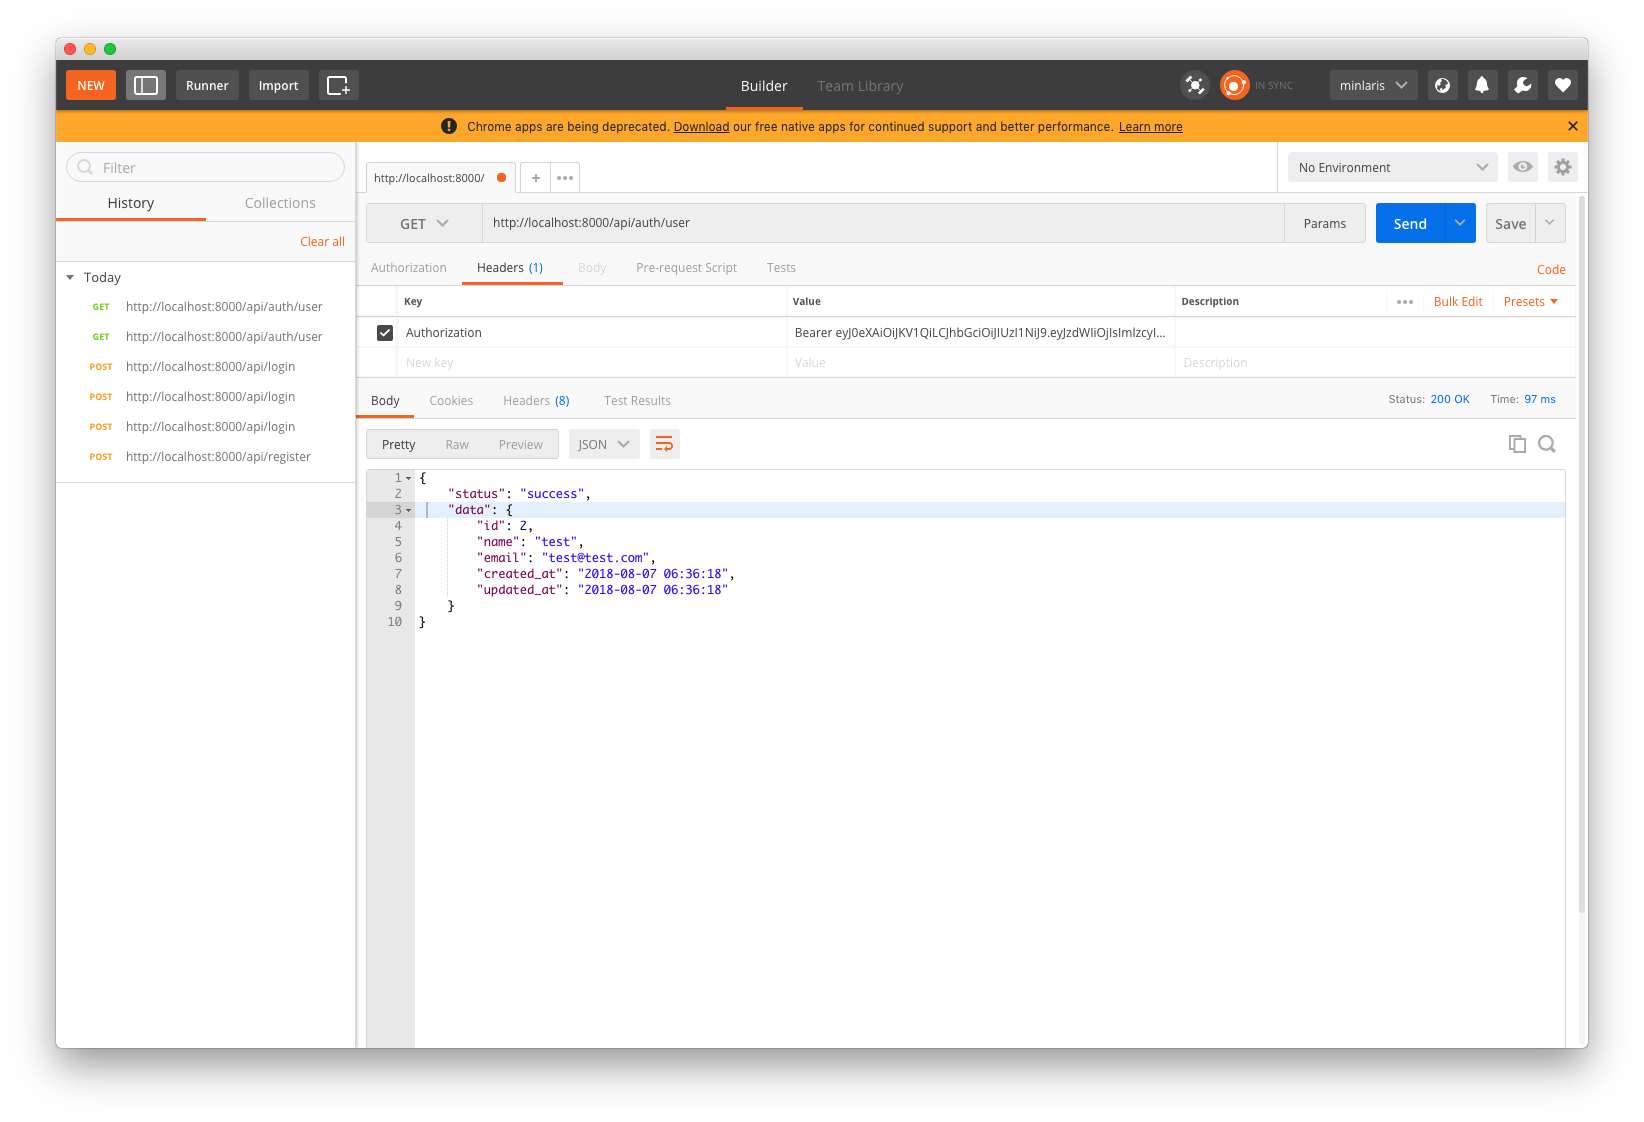 NEW Runner Import Builder Team Library IN SYNC minlaris
Chrome apps are being deprecated. Download our free native apps for continued support and better performance. Learn more
Filter
History Collections
Clear all
Today
GET http://localhost:8000/api/auth/user
GET http://localhost:8000/api/auth/user
POST http://localhost:8000/api/login
POST http://localhost:8000/api/login
POST http://localhost:8000/api/login
POST http://localhost:8000/api/register
http://localhost:8000/ No Environment
GET http://localhost:8000/api/auth/user Params Send Save
Authorization Headers (1) Body Pre-request Script Tests Code
Key Value Description Bulk Edit Presets
Authorization Bearer eyJ0eXAiOiJKV1QiLCJhbGciOiJIUzI1NiJ9.eyJzdWIiOjIsImlzcyI...
New key Value Description
Body Cookies Headers (8) Test Results Status: 200 OK Time: 97 ms
Pretty Raw Preview JSON
1 {
2 "status": "success",
3 "data": {
4 "id": 2,
5 "name": "test",
6 "email": "test@test.com",
7 "created_at": "2018-08-07 06:36:18",
8 "updated_at": "2018-08-07 06:36:18"
9 }
10 }